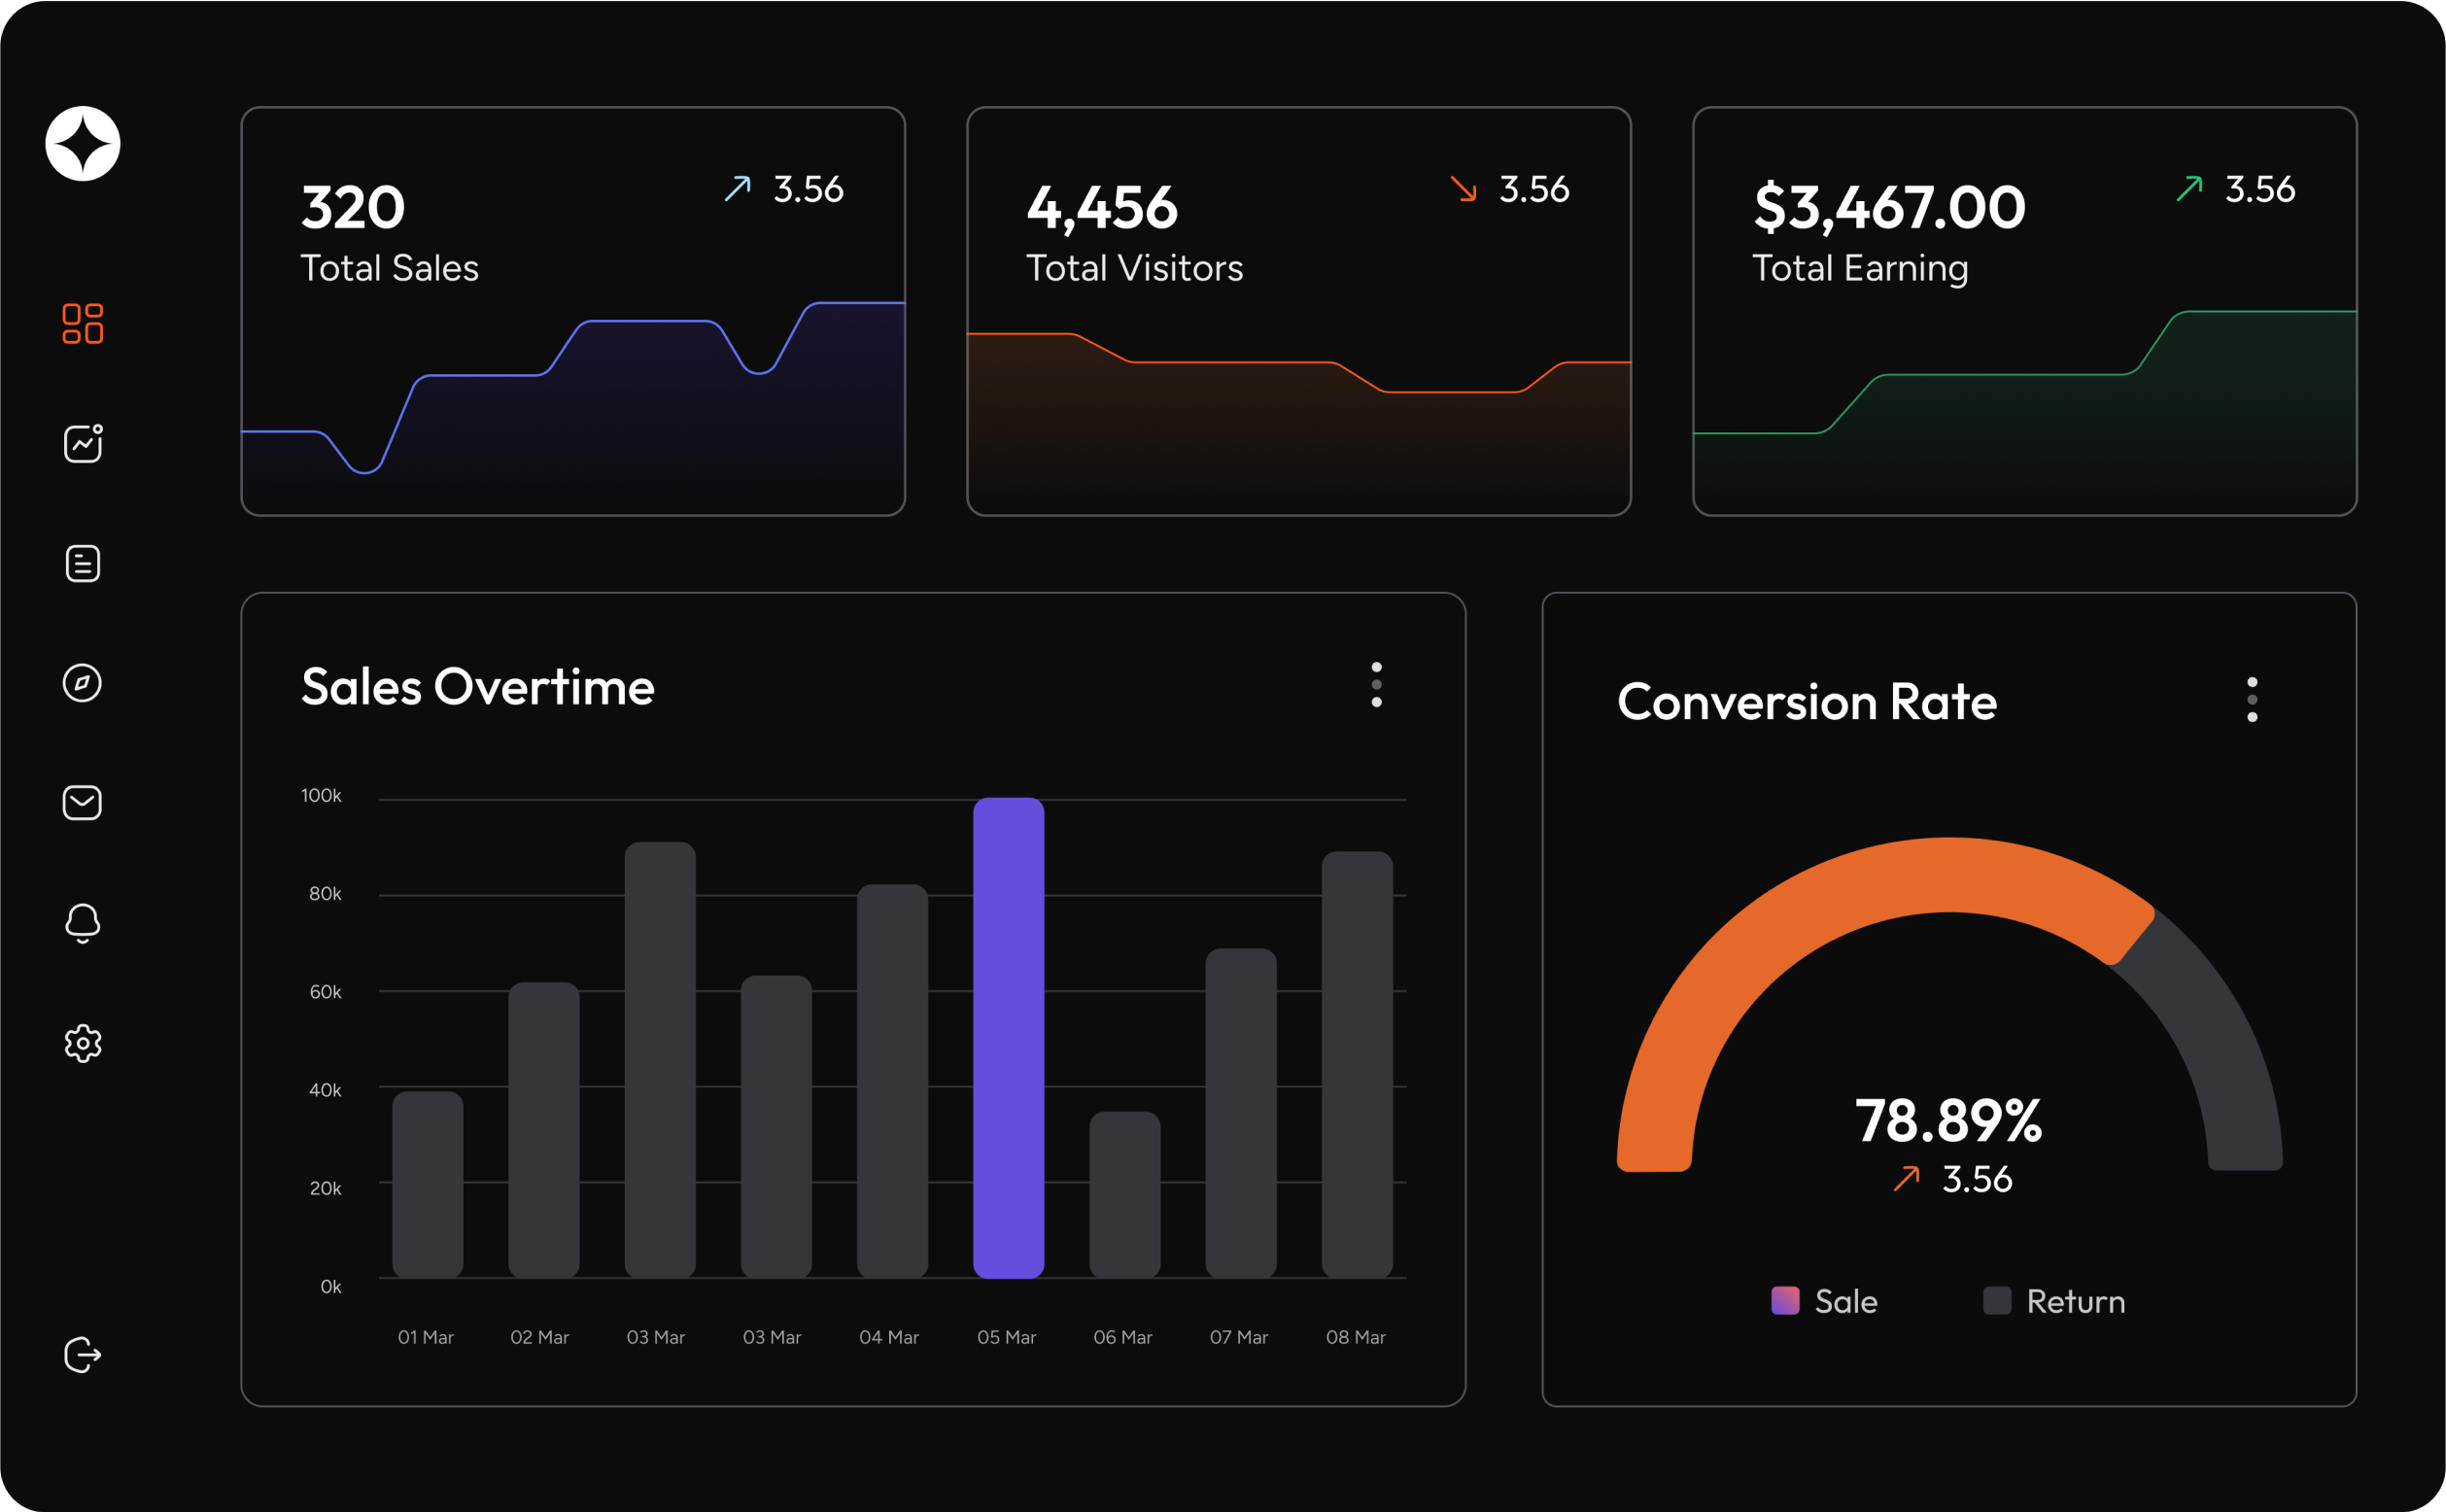 320
3.56
Total Sales
4,456
3.56
Total Visitors
$3,467.00
3.56
Total Earning
Sales Overtime
100k
80k
60k
40k
20k
0k
01 Mar 02 Mar 03 Mar 03 Mar 04 Mar 05 Mar 06 Mar 07 Mar 08 Mar
Conversion Rate
78.89%
3.56
Sale Return